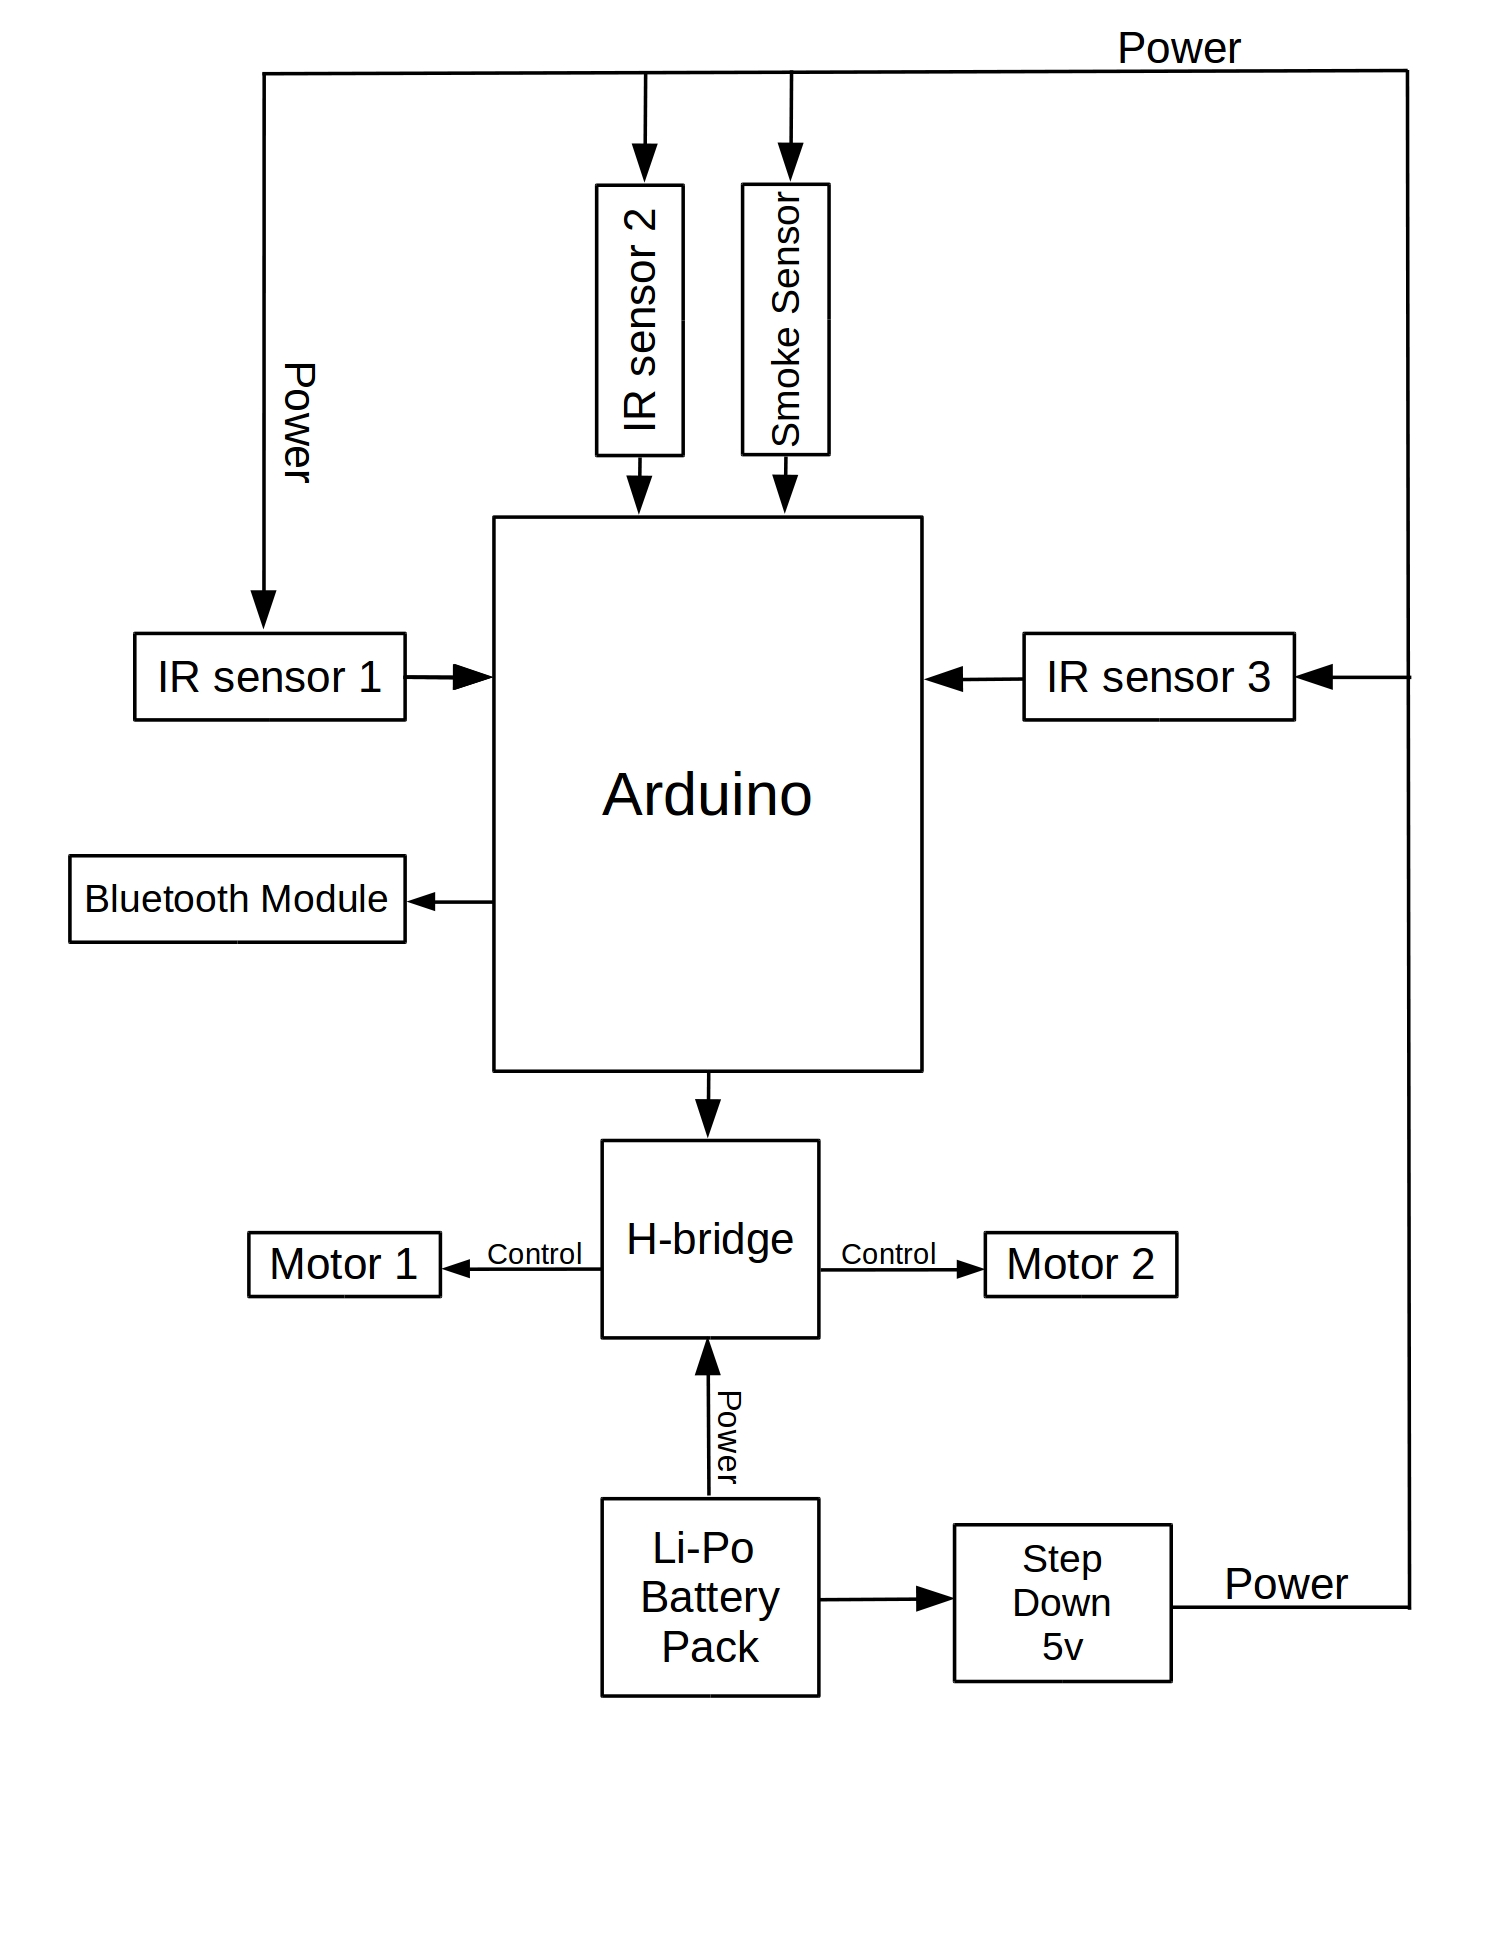 Power
IR sensor 2
Smoke Sensor
Power
IR sensor 1
IR sensor 3
Arduino
Bluetooth Module
H-bridge
Motor 1
Control
Control
Motor 2
Power
Li-Po
Battery
Pack
Step
Down
5v
Power